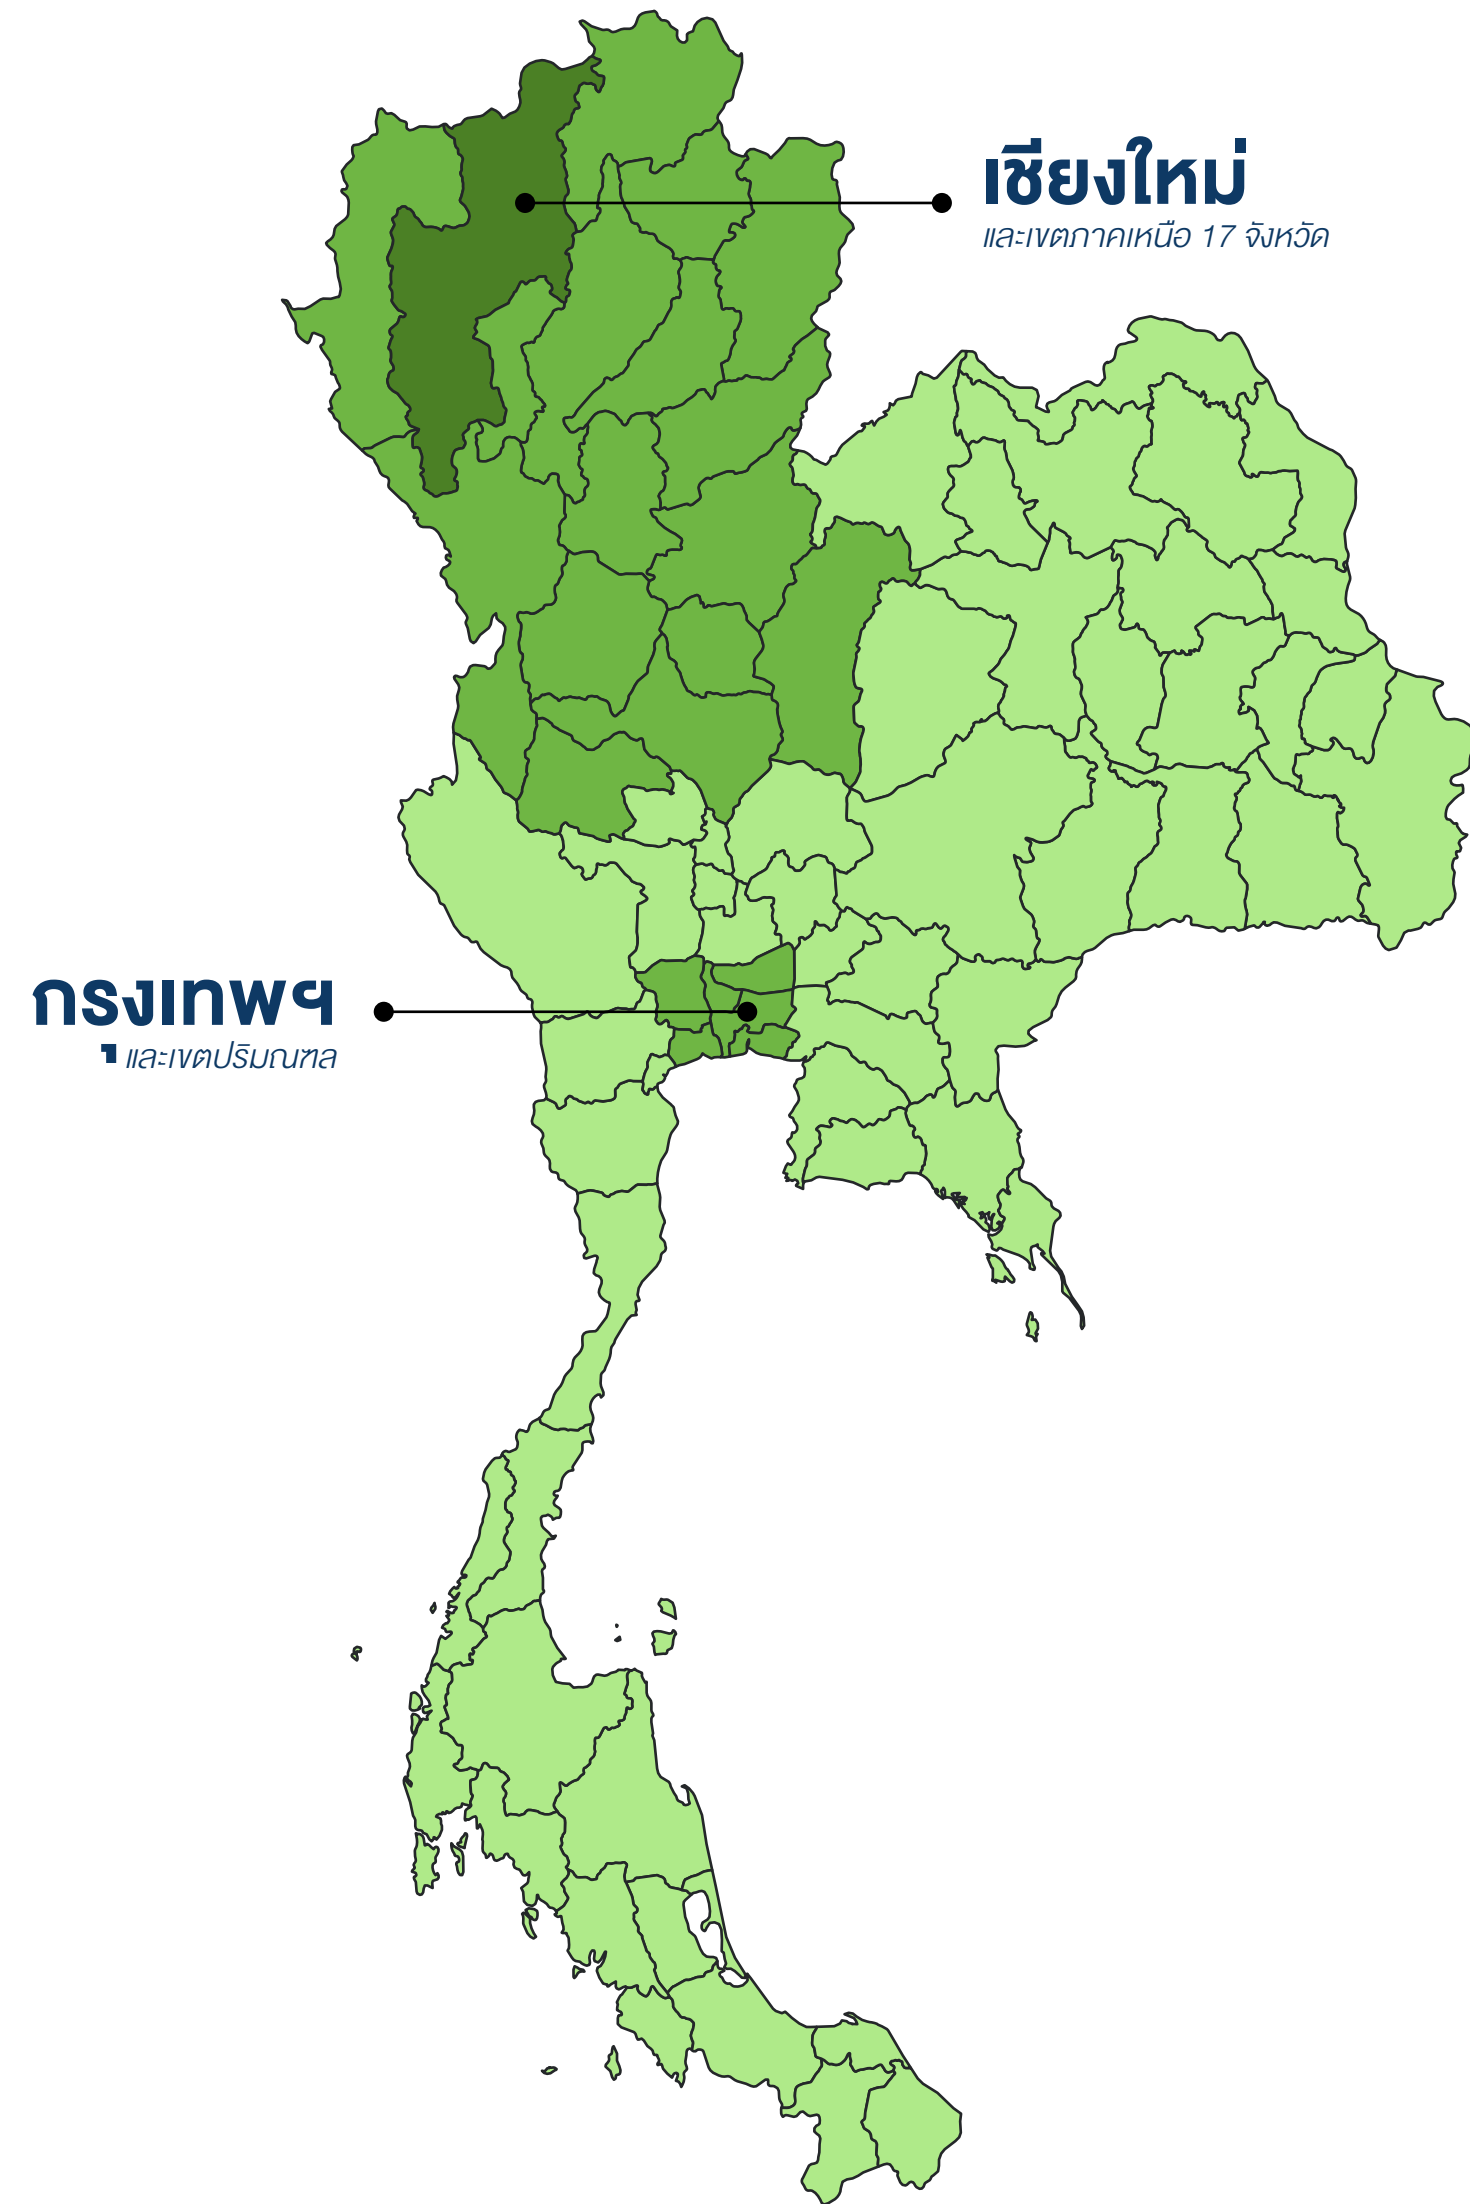 เชียงใหม่
และเขตภาคเหนือ 17 จังหวัด
กรุงเทพฯ
และเขตปริมณฑล